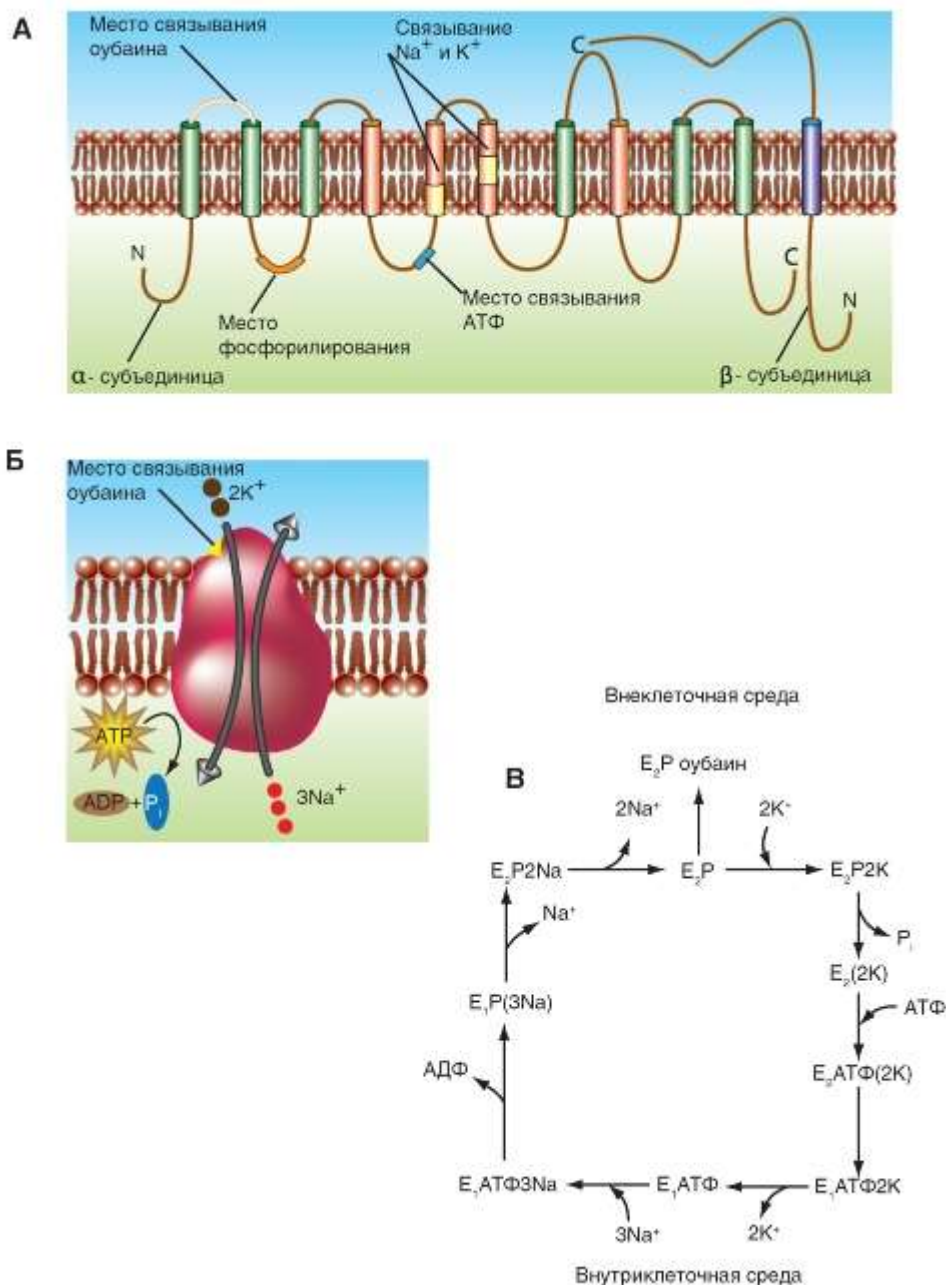 А
Место связывания
оубаина
Связывание
Na⁺ и K⁺
C
N
Место
фосфорилирования
α- субъединица
Место связывания
АТФ
C
N
β- субъединица
Б
Место связывания
оубаина
2K⁺
ATP
ADP + Pᵢ
3Na⁺
Внеклеточная среда
В
E₂P оубаин
2Na⁺
2K⁺
E₂P2Na
E₂P
E₂P2K
Na⁺
Pᵢ
E₂(2K)
E₁P(3Na)
АТФ
АДФ
E₂АТФ(2K)
E₁АТФ3Na
E₁АТФ
E₁АТФ2K
3Na⁺
2K⁺
Внутриклеточная среда